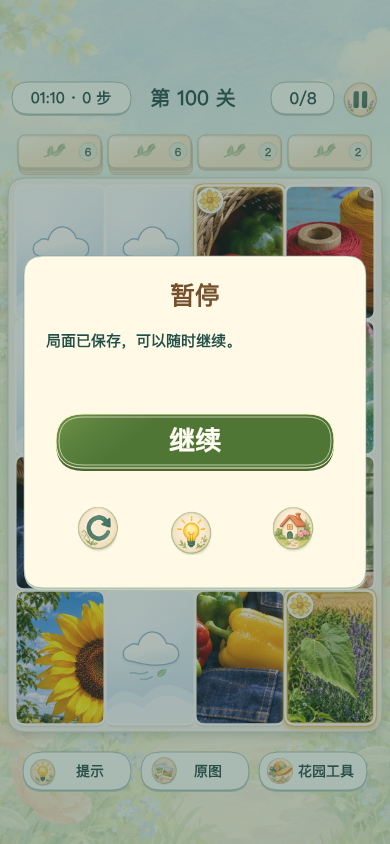 01:10 · 0 步
第 100 关
0/8
6
6
2
2
暂停
局面已保存，可以随时继续。
继续
提示
原图
花园工具